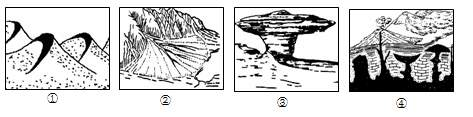 ① ② ③ ④